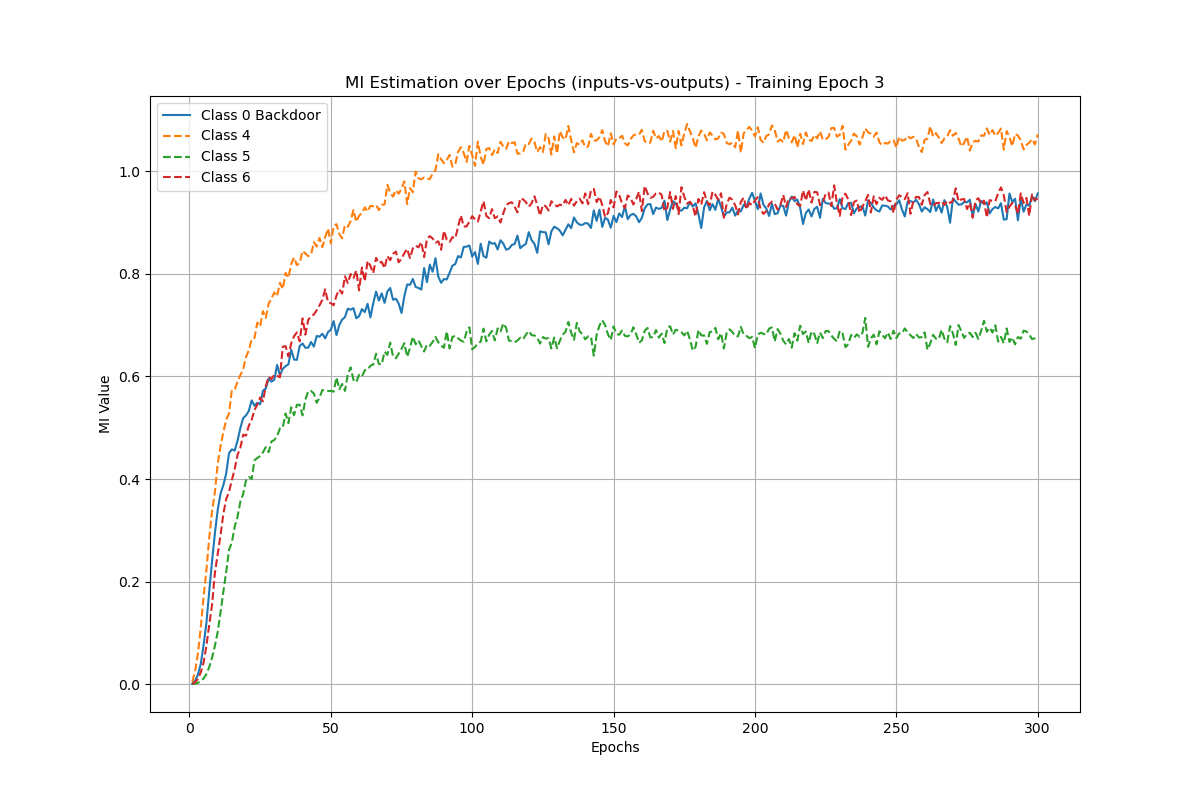 MI Estimation over Epochs (inputs-vs-outputs) - Training Epoch 3
Class 0 Backdoor
Class 4
Class 5
Class 6
1.0
0.8
0.6
0.4
0.2
0.0
MI Value
0 50 100 150 200 250 300
Epochs